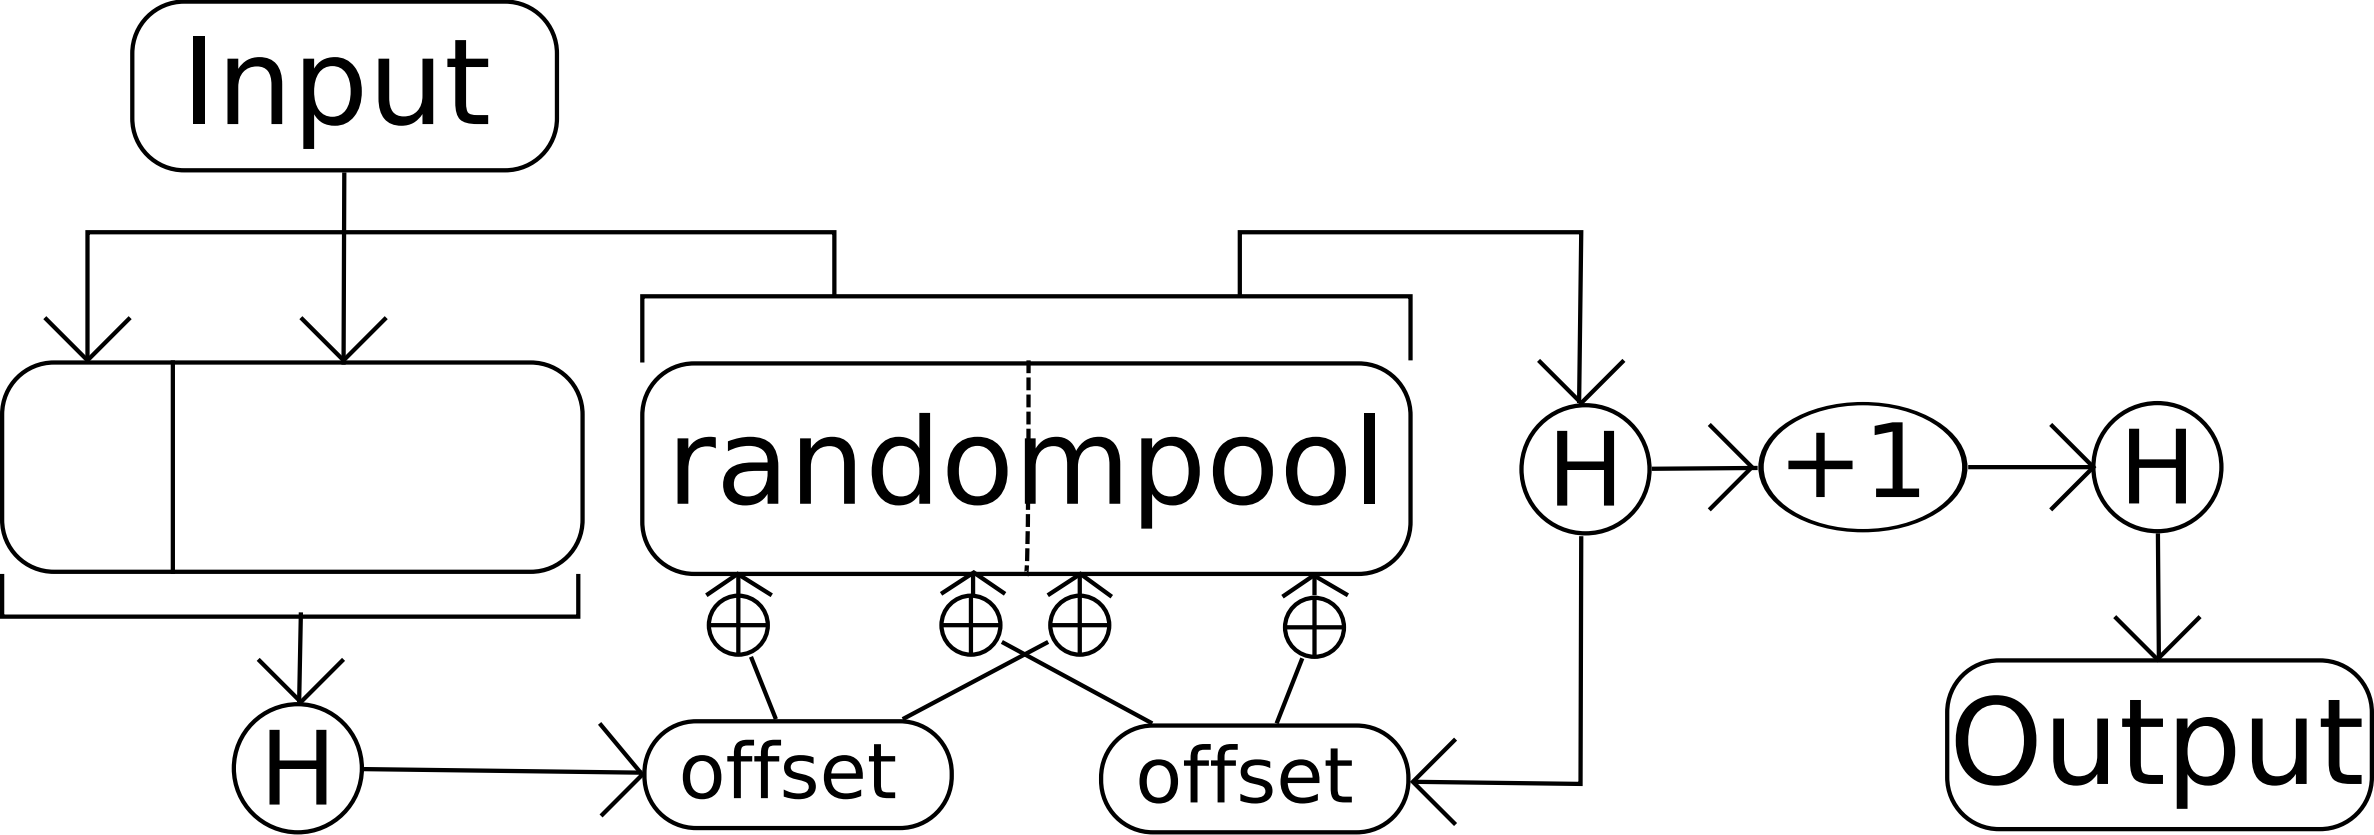 Input
randompool
H
+1
H
H
offset
offset
Output